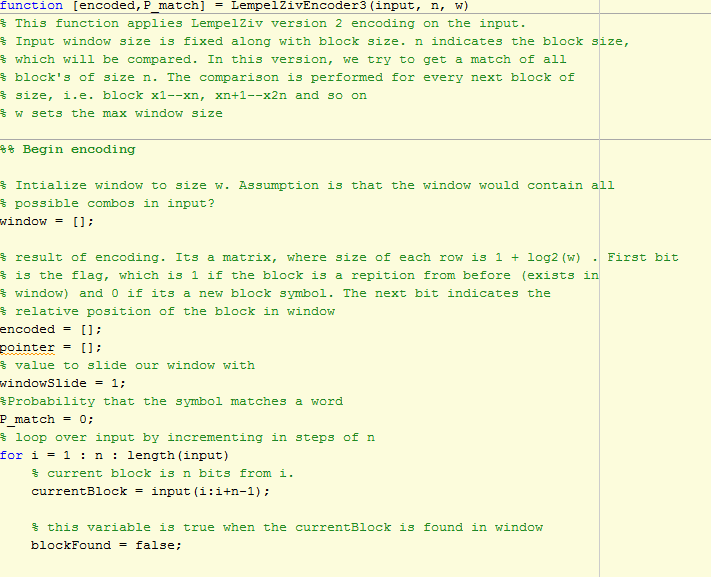 function [encoded,P_match] = LempelZivEncoder3(input, n, w)
% This function applies LempelZiv version 2 encoding on the input.
% Input window size is fixed along with block size. n indicates the block size,
% which will be compared. In this version, we try to get a match of all
% block's of size n. The comparison is performed for every next block of
% size, i.e. block x1--xn, xn+1--x2n and so on
% w sets the max window size
%% Begin encoding
% Intialize window to size w. Assumption is that the window would contain all
% possible combos in input?
window = [];
% result of encoding. Its a matrix, where size of each row is 1 + log2(w) . First bit
% is the flag, which is 1 if the block is a repition from before (exists in
% window) and 0 if its a new block symbol. The next bit indicates the
% relative position of the block in window
encoded = [];
pointer = [];
% value to slide our window with
windowSlide = 1;
%Probability that the symbol matches a word
P_match = 0;
% loop over input by incrementing in steps of n
for i = 1 : n : length(input)
% current block is n bits from i.
currentBlock = input(i:i+n-1);
% this variable is true when the currentBlock is found in window
blockFound = false;